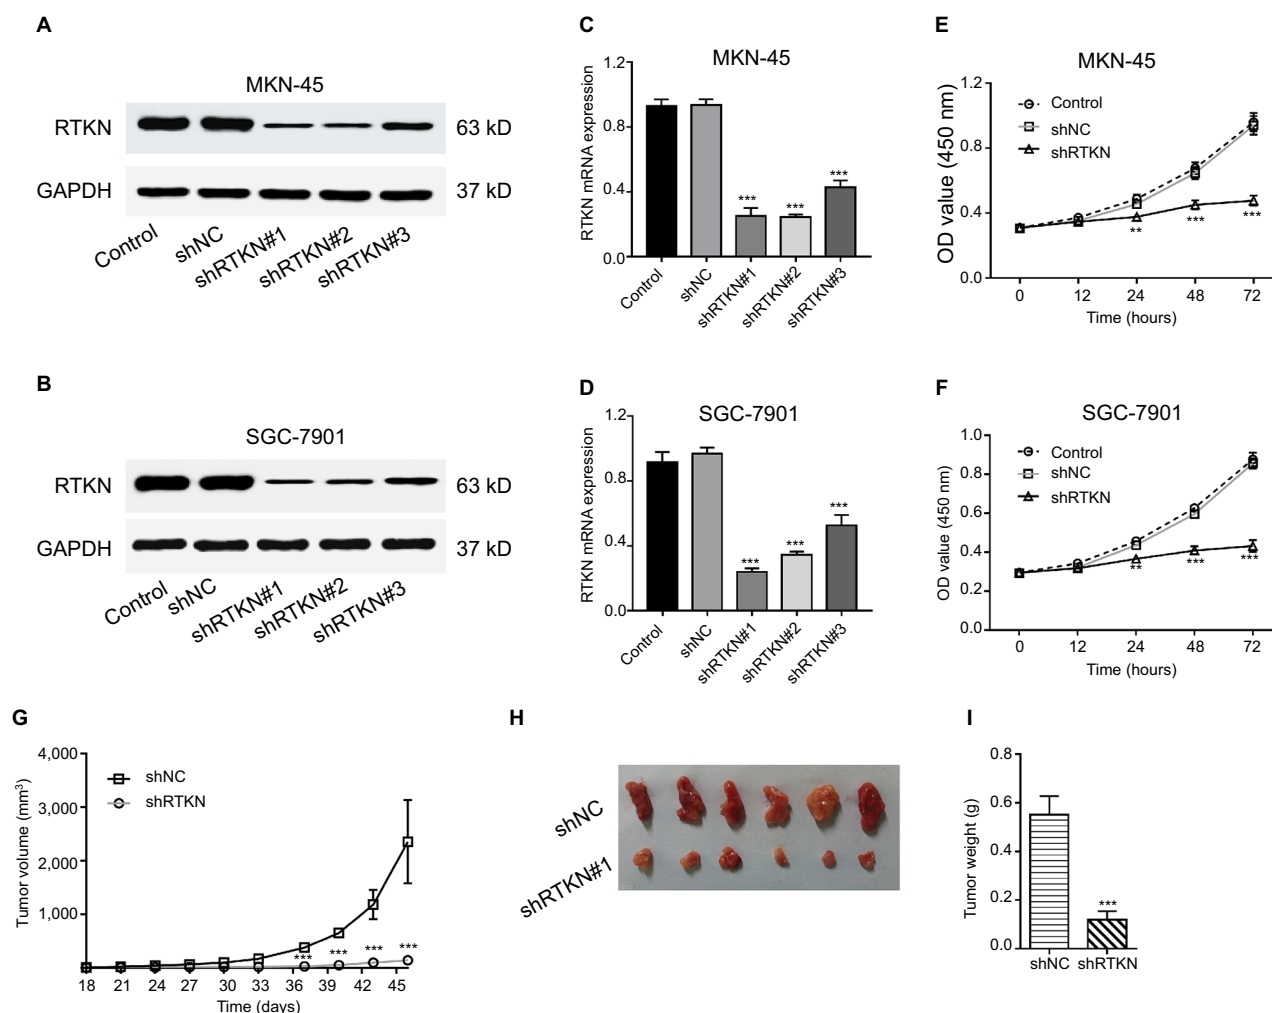 A
MKN-45
RTKN
63 kD
GAPDH
37 kD
Control
shNC
shRTKN#1
shRTKN#2
shRTKN#3
B
SGC-7901
RTKN
63 kD
GAPDH
37 kD
Control
shNC
shRTKN#1
shRTKN#2
shRTKN#3
C
MKN-45
RTKN mRNA expression
1.2
0.8
0.4
0.0
***
***
***
Control
shNC
shRTKN#1
shRTKN#2
shRTKN#3
D
SGC-7901
RTKN mRNA expression
1.2
0.8
0.4
0.0
***
***
***
Control
shNC
shRTKN#1
shRTKN#2
shRTKN#3
E
MKN-45
OD value (450 nm)
1.2
0.8
0.4
0.0
Control
shNC
shRTKN
**
***
***
0 12 24 48 72
Time (hours)
F
SGC-7901
OD value (450 nm)
1.0
0.8
0.6
0.4
0.2
0.0
Control
shNC
shRTKN
**
***
***
0 12 24 48 72
Time (hours)
G
Tumor volume (mm³)
4,000
3,000
2,000
1,000
shNC
shRTKN
***
***
***
***
18 21 24 27 30 33 36 39 42 45
Time (days)
H
shNC
shRTKN#1
I
Tumor weight (g)
0.8
0.6
0.4
0.2
0.0
***
shNC shRTKN